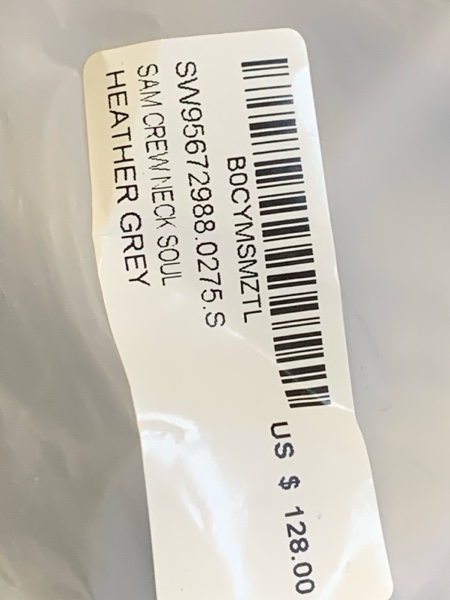 B0CYMSMZTL
SW95672988.0275.S
SAM CREW NECK SOUL
HEATHER GREY
US $ 128.00